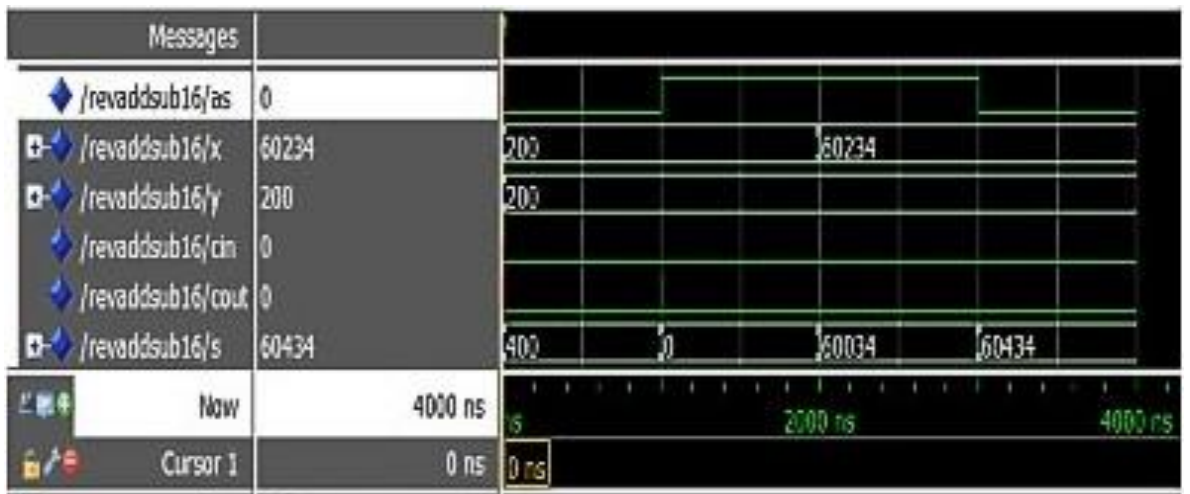 Messages
/revaddsub16/as 0
/revaddsub16/x 60234 200 60234
/revaddsub16/y 200 200
/revaddsub16/cin 0
/revaddsub16/cout 0
/revaddsub16/s 60434 400 0 60034 60434
Now 4000 ns ns 2000 ns 4000 ns
Cursor 1 0 ns 0 ns